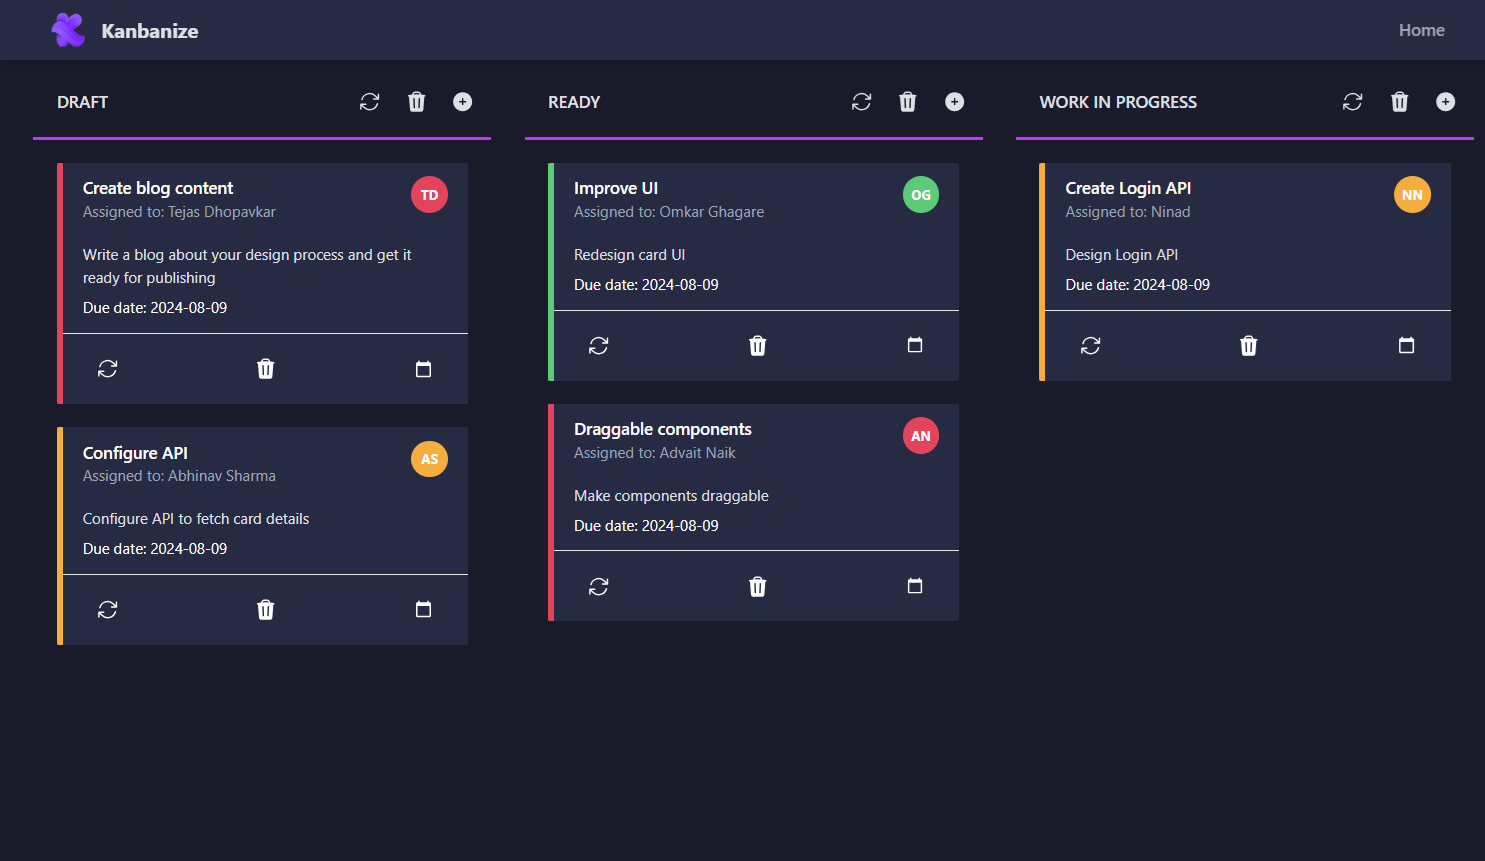 Kanbanize
Home
DRAFT
Create blog content
TD
Assigned to: Tejas Dhopavkar
Write a blog about your design process and get it
ready for publishing
Due date: 2024-08-09
Configure API
AS
Assigned to: Abhinav Sharma
Configure API to fetch card details
Due date: 2024-08-09
READY
Improve UI
OG
Assigned to: Omkar Ghagare
Redesign card UI
Due date: 2024-08-09
Draggable components
AN
Assigned to: Advait Naik
Make components draggable
Due date: 2024-08-09
WORK IN PROGRESS
Create Login API
NN
Assigned to: Ninad
Design Login API
Due date: 2024-08-09